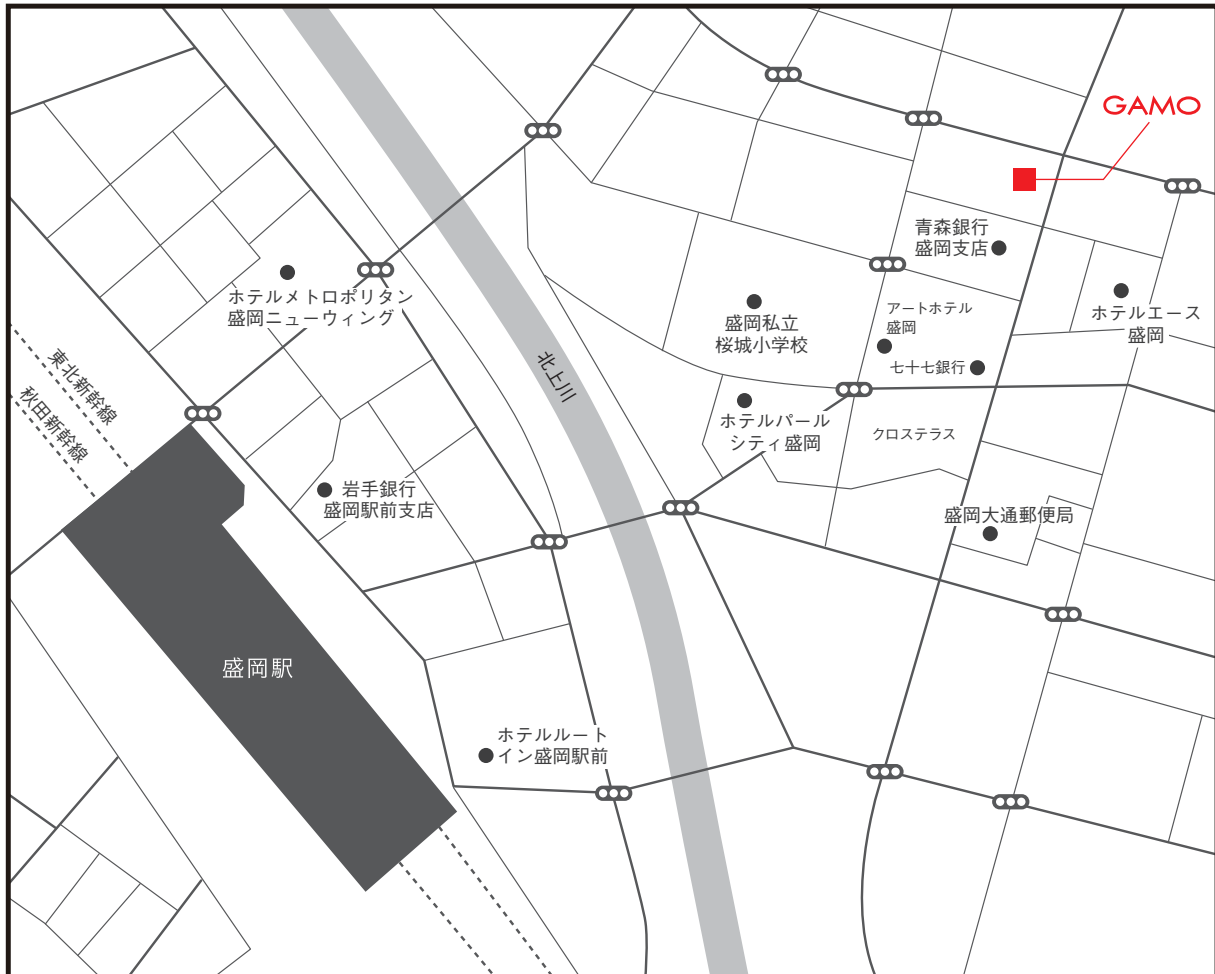 GAMO
青森銀行
盛岡支店
ホテルメトロポリタン
盛岡ニューウィング
盛岡私立
桜城小学校
アートホテル
盛岡
ホテルエース
盛岡
七十七銀行
東北新幹線
秋田新幹線
北上川
ホテルパール
シティ盛岡
クロステラス
岩手銀行
盛岡駅前支店
盛岡大通郵便局
盛岡駅
ホテルルート
イン盛岡駅前